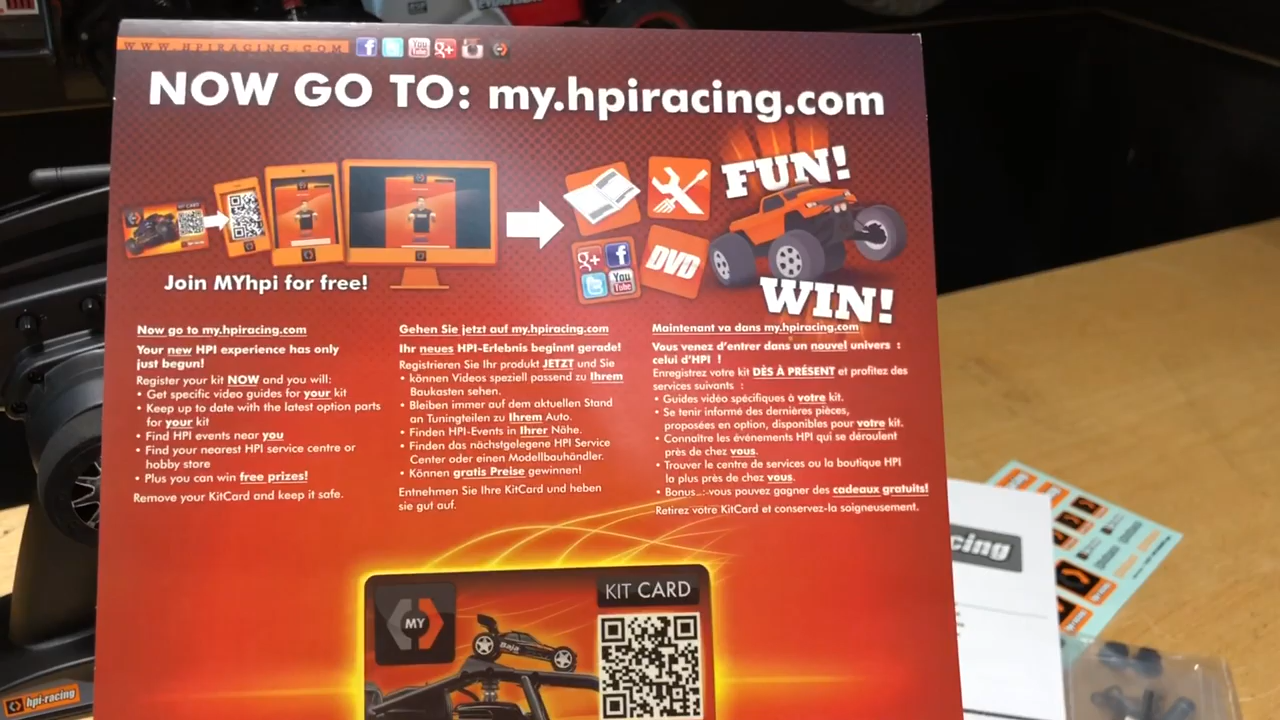 WWW.HPIRACING.COM
NOW GO TO: my.hpiracing.com
FUN!
KIT CARD
DVD
g+ f
You Tube
Join MYhpi for free!
WIN!
Now go to my.hpiracing.com
Your new HPI experience has only
just begun!
Register your kit NOW and you will:
• Get specific video guides for your kit
• Keep up to date with the latest option parts
for your kit
• Find HPI events near you
• Find your nearest HPI service centre or
hobby store
• Plus you can win free prizes!
Remove your KitCard and keep it safe.
Gehen Sie jetzt auf my.hpiracing.com
Ihr neues HPI-Erlebnis beginnt gerade!
Registrieren Sie Ihr produkt JETZT und Sie
• können Videos speziell passend zu Ihrem
Baukasten sehen.
• Bleiben immer auf dem aktuellen Stand
an Tuningteilen zu Ihrem Auto.
• Finden HPI-Events in Ihrer Nähe.
• Finden das nächstgelegene HPI Service
Center oder einen Modellbauhändler.
• Können gratis Preise gewinnen!
Entnehmen Sie Ihre KitCard und heben
sie gut auf.
Maintenant va dans my.hpiracing.com
Vous venez d'entrer dans un nouvel univers :
celui d'HPI !
Enregistrez votre kit DÈS À PRÉSENT et profitez des
services suivants :
• Guides vidéo spécifiques à votre kit.
• Se tenir informé des dernières pièces,
proposées en option, disponibles pour votre kit.
• Connaître les événements HPI qui se déroulent
près de chez vous.
• Trouver le centre de services ou la boutique HPI
la plus près de chez vous.
• Bonus..:.vous pouvez gagner des cadeaux gratuits!
Retirez votre KitCard et conservez-la soigneusement.
MY
KIT CARD
Baja
hpi-racing
cing